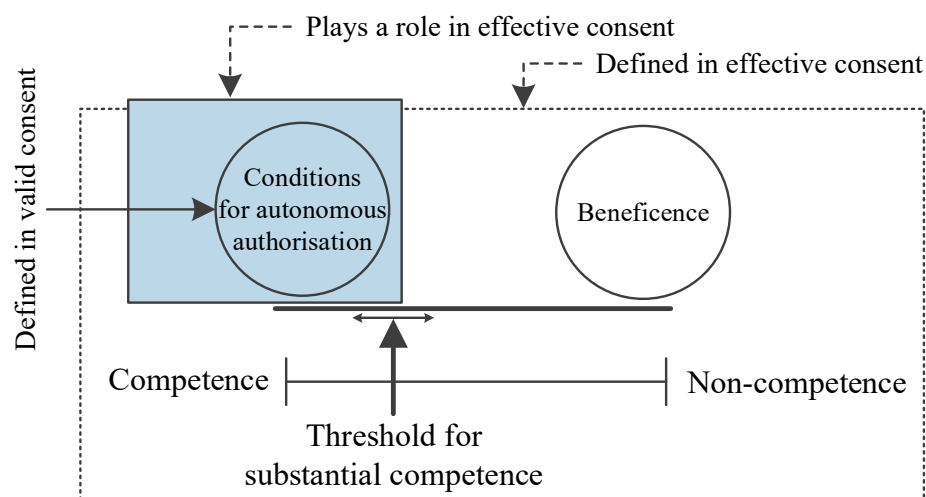 Plays a role in effective consent
Defined in effective consent
Defined in valid consent
Conditions
for autonomous
authorisation
Beneficence
Competence
Non-competence
Threshold for
substantial competence